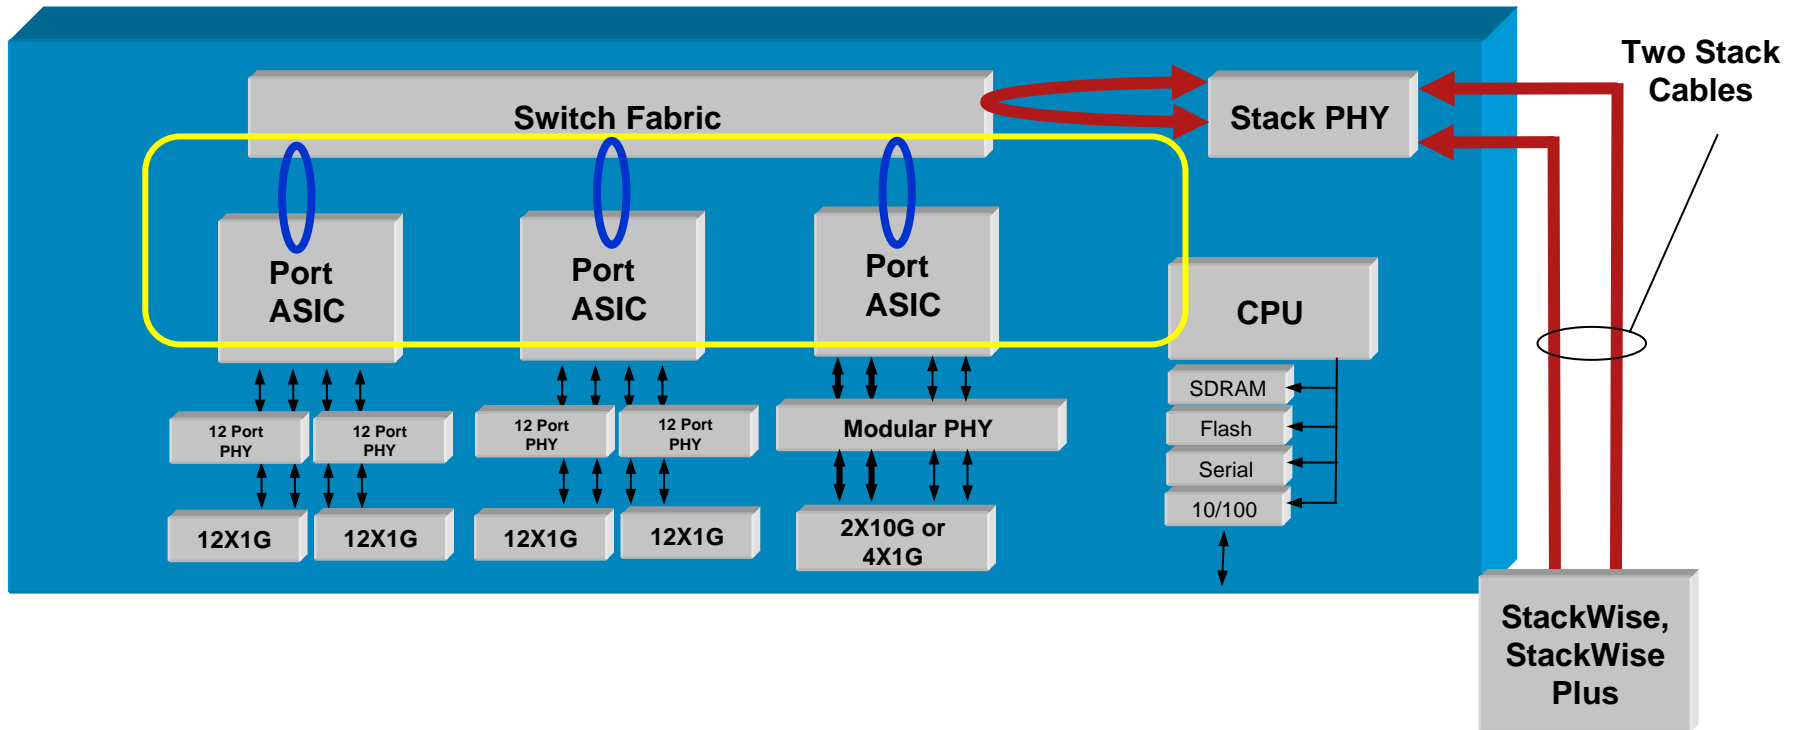 Two Stack
Cables
Switch Fabric
Stack PHY
Port
ASIC
Port
ASIC
Port
ASIC
CPU
SDRAM
Flash
Serial
10/100
12 Port
PHY
12 Port
PHY
12 Port
PHY
12 Port
PHY
Modular PHY
12X1G
12X1G
12X1G
12X1G
2X10G or
4X1G
StackWise,
StackWise
Plus